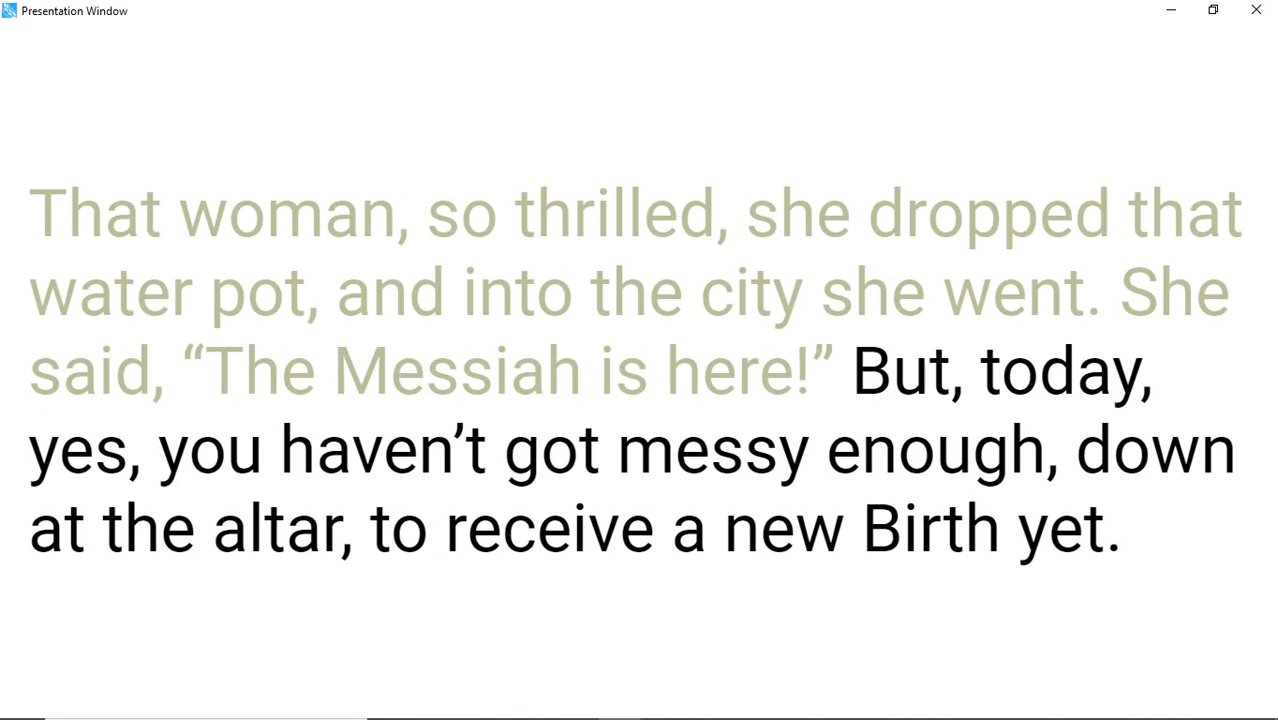 Presentation Window
That woman, so thrilled, she dropped that
water pot, and into the city she went. She
said, “The Messiah is here!” But, today,
yes, you haven’t got messy enough, down
at the altar, to receive a new Birth yet.